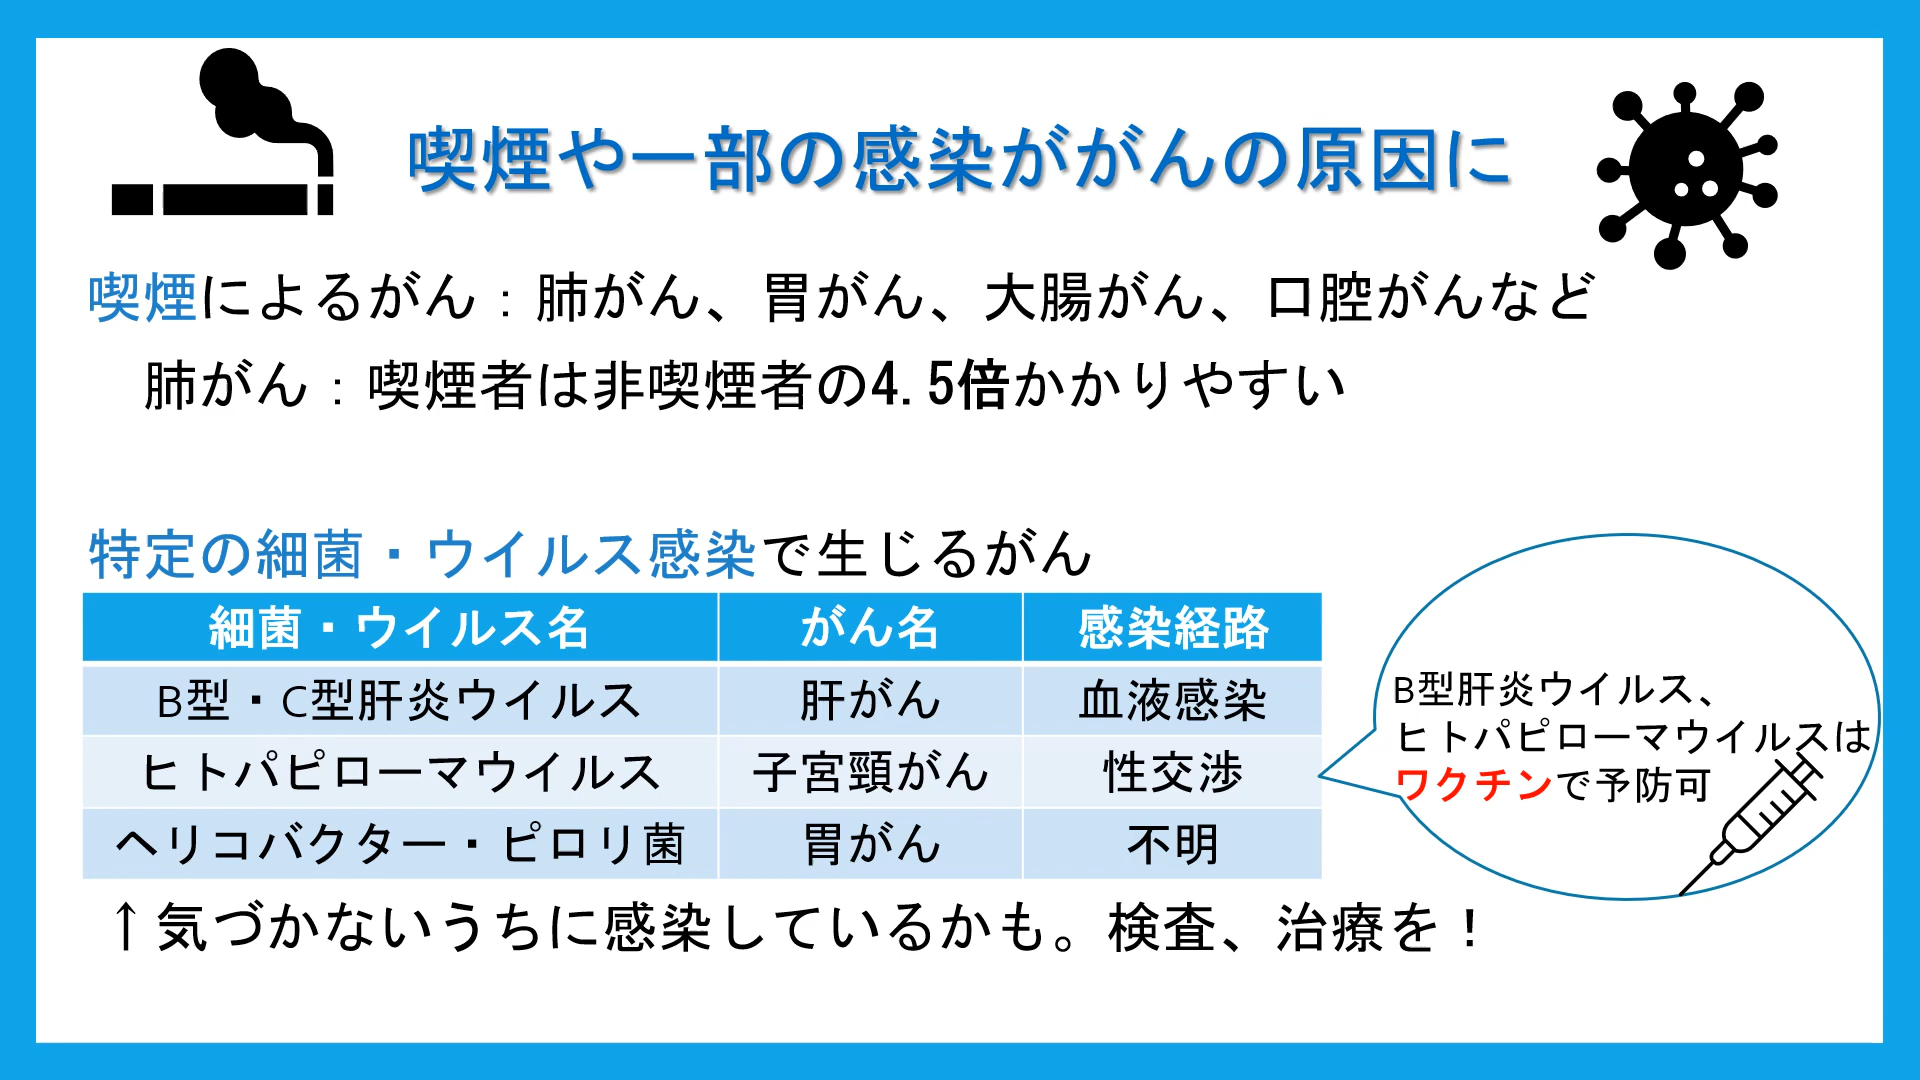 喫煙や一部の感染ががんの原因に
喫煙によるがん：肺がん、胃がん、大腸がん、口腔がんなど
肺がん：喫煙者は非喫煙者の4.5倍かかりやすい
特定の細菌・ウイルス感染で生じるがん
細菌・ウイルス名 がん名 感染経路
B型・C型肝炎ウイルス 肝がん 血液感染
ヒトパピローマウイルス 子宮頸がん 性交渉
ヘリコバクター・ピロリ菌 胃がん 不明
B型肝炎ウイルス、
ヒトパピローマウイルスは
ワクチンで予防可
↑気づかないうちに感染しているかも。検査、治療を！